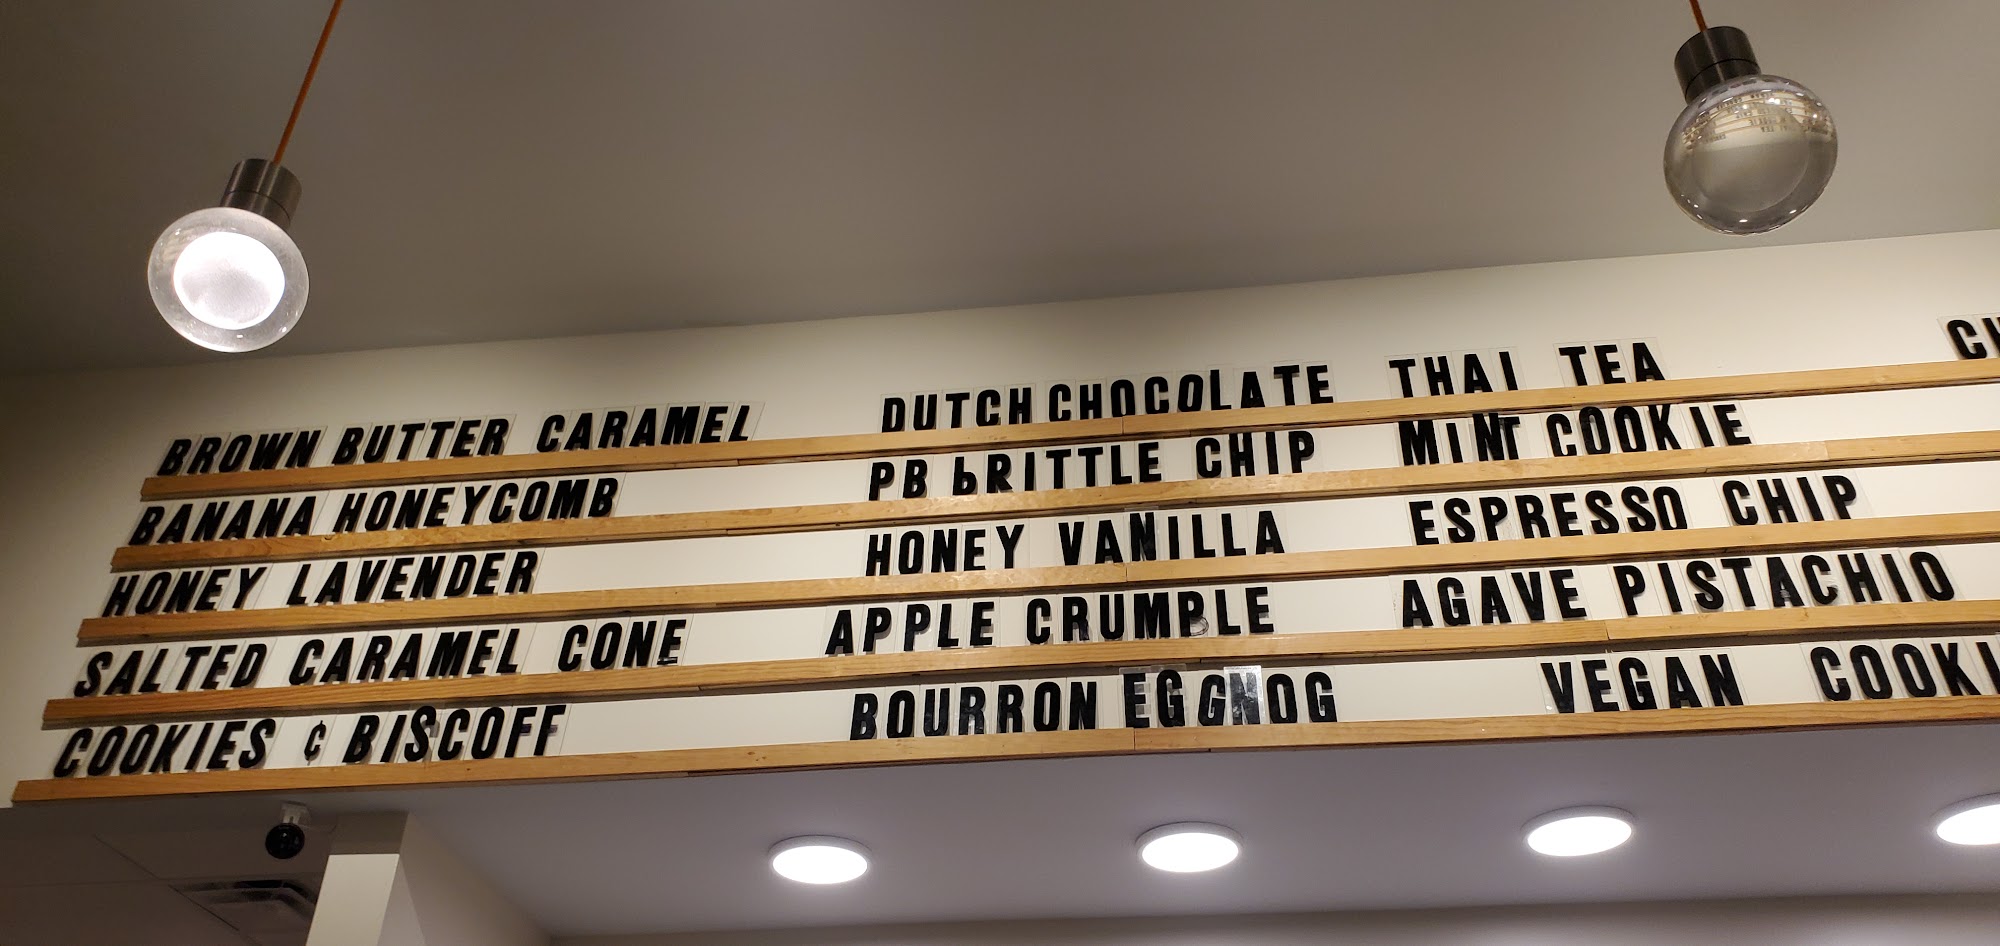 BROWN BUTTER CARAMEL
BANANA HONEYCOMB
HONEY LAVENDER
SALTED CARAMEL CONE
COOKIES ¢ BISCOFF
DUTCH CHOCOLATE
PB bRITTLE CHIP
HONEY VANILLA
APPLE CRUMPLE
BOURRON EGGNOG
THAI TEA
MiNT COOKIE
ESPRESSO CHIP
AGAVE PISTACHIO
VEGAN COOKI